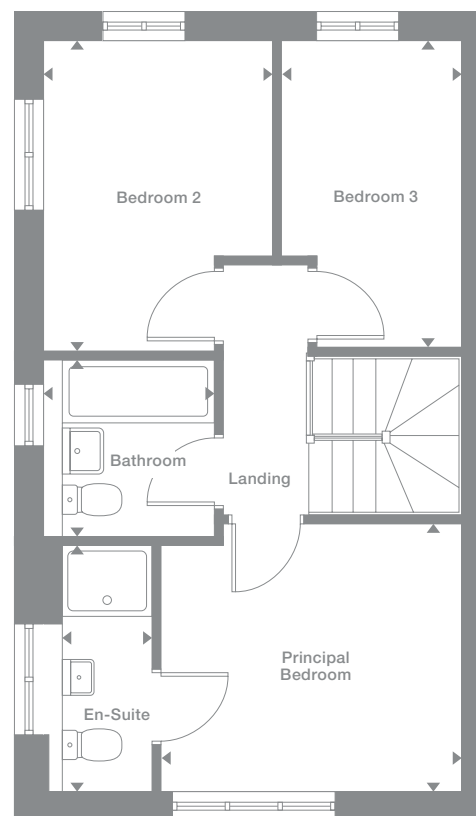 Bedroom 2
Bedroom 3
Bathroom
Landing
Principal
Bedroom
En-Suite